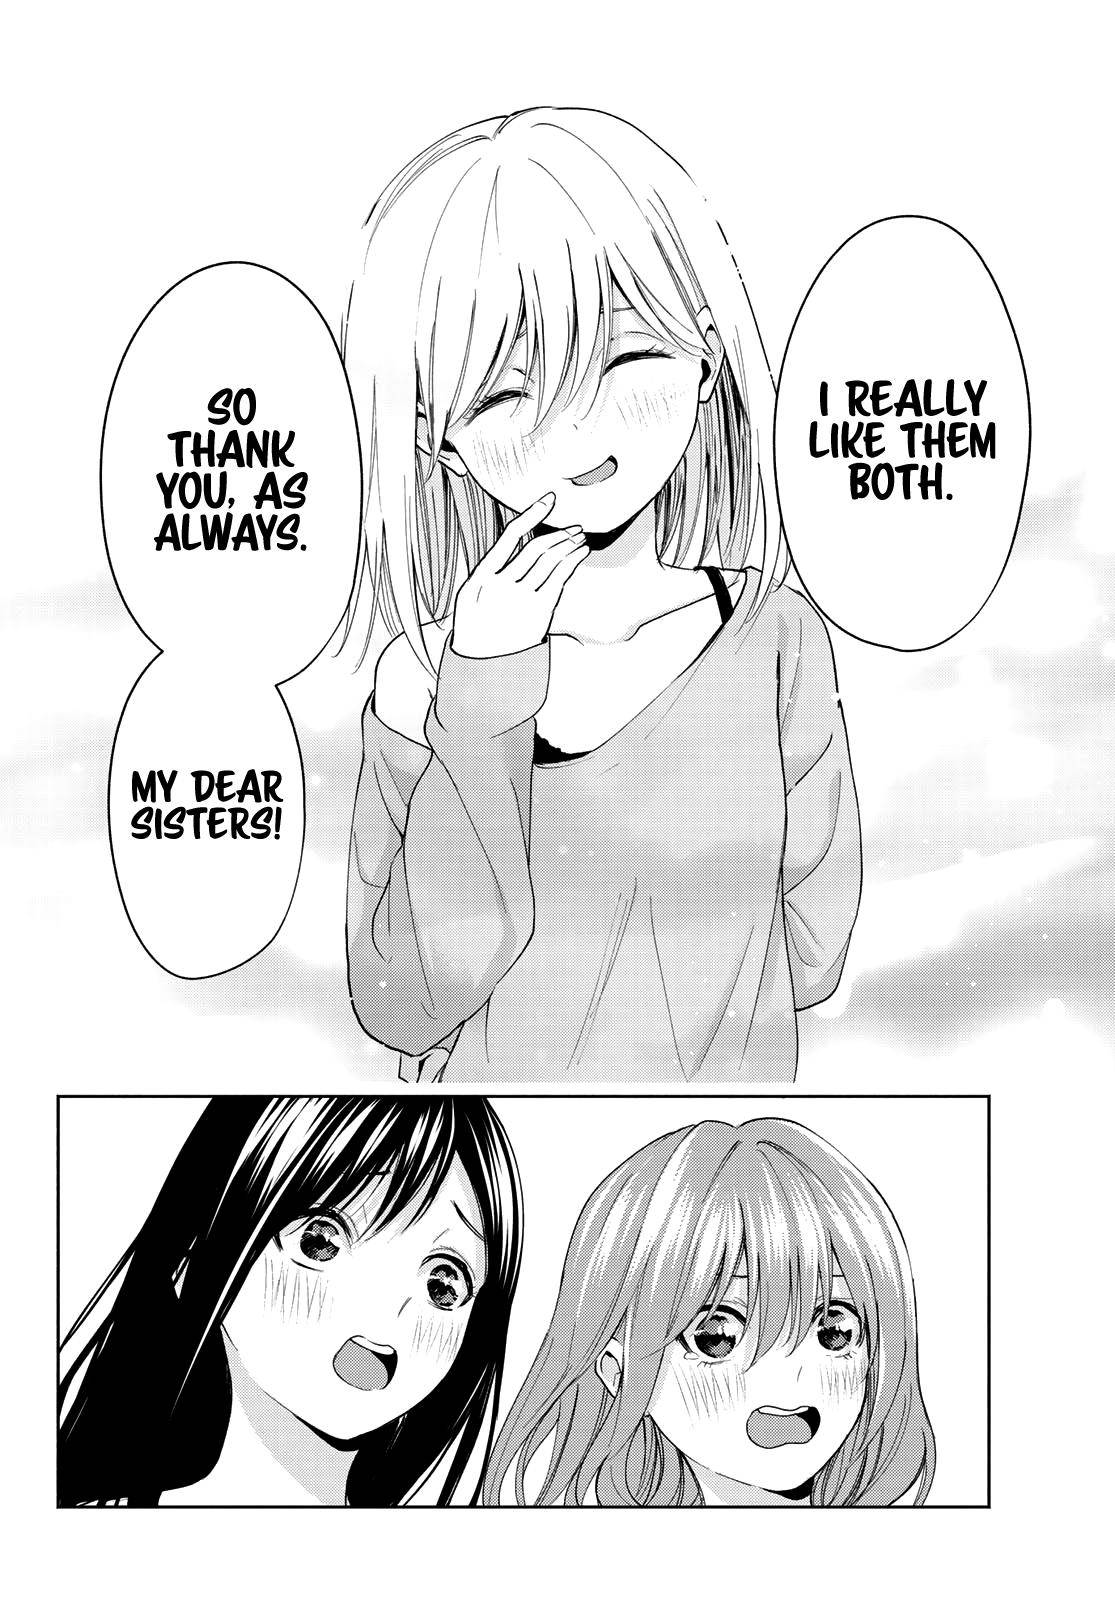 I REALLY
LIKE THEM
BOTH.
SO
THANK
YOU, AS
ALWAYS.
MY DEAR
SISTERS!